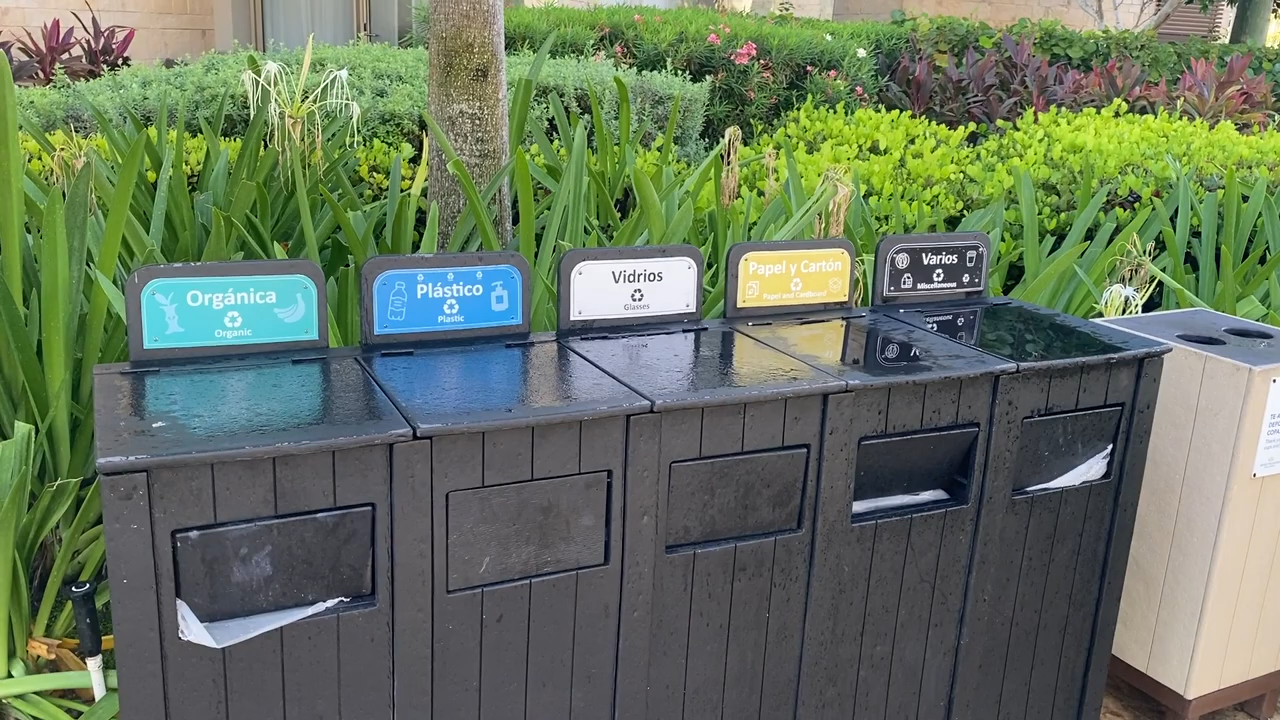 Orgánica
Organic
Plástico
Plastic
Vidrios
Glasses
Papel y Cartón
Papel and Cardboard
Varios
Miscellaneous